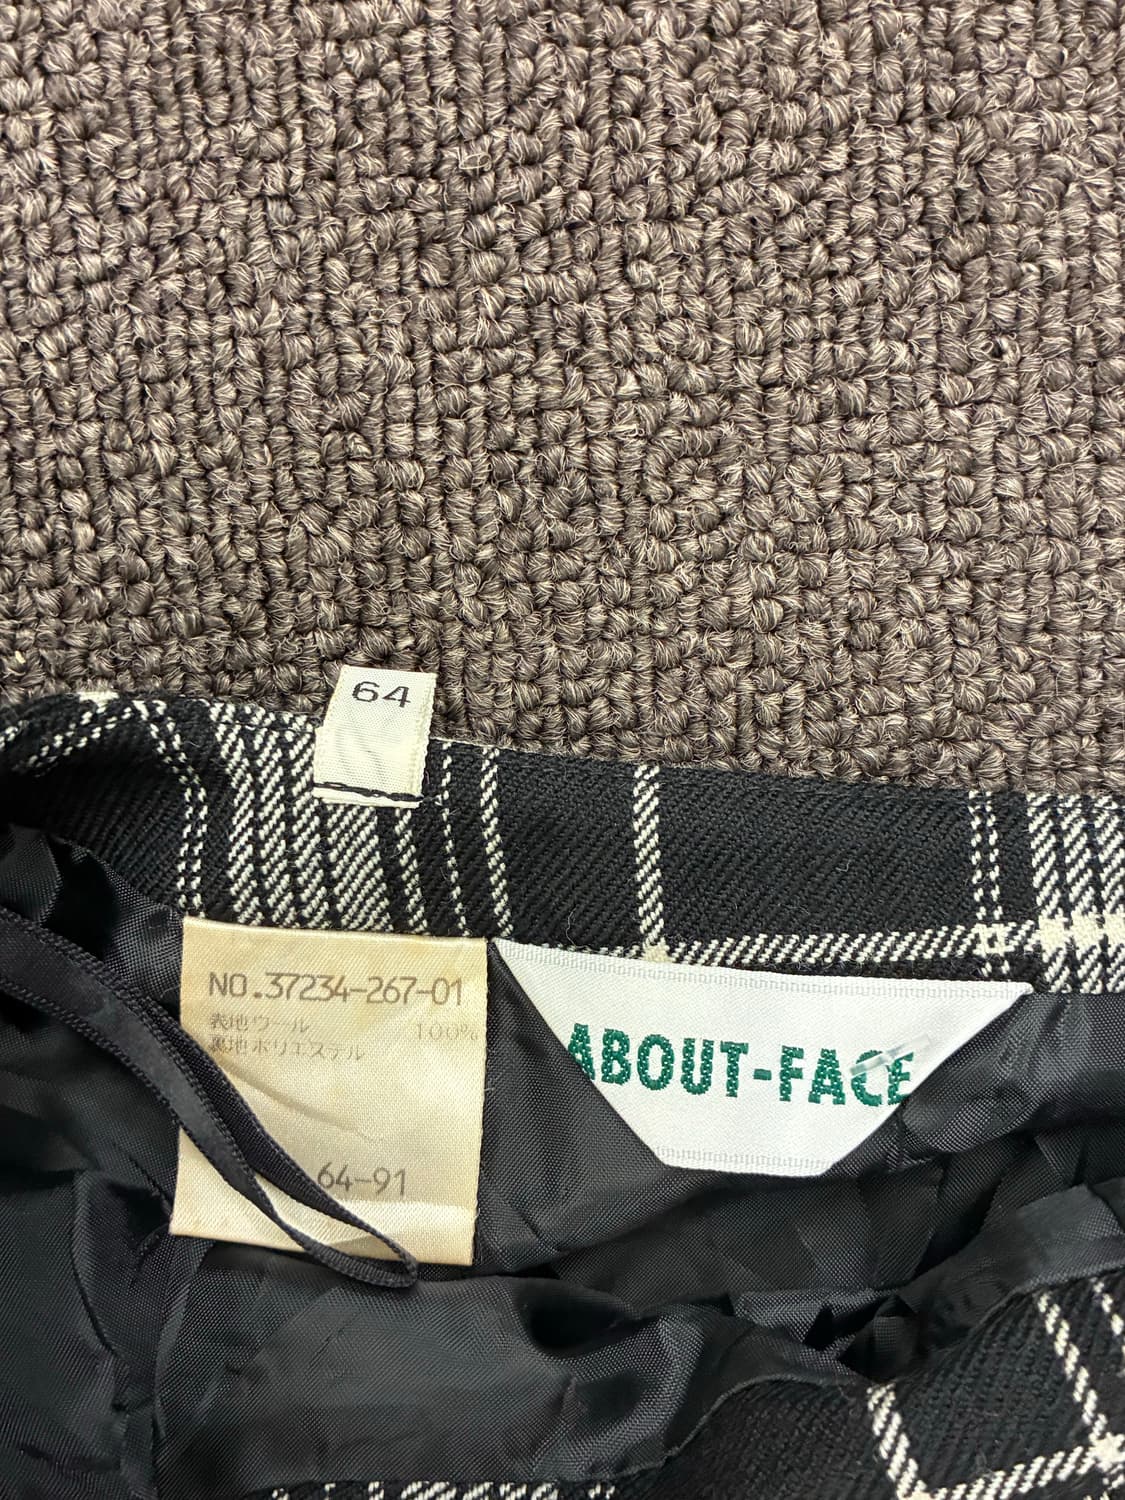 64
NO.37234-267-01
表地ウール 100%
裏地ポリエステル
64-91
ABOUT-FACE